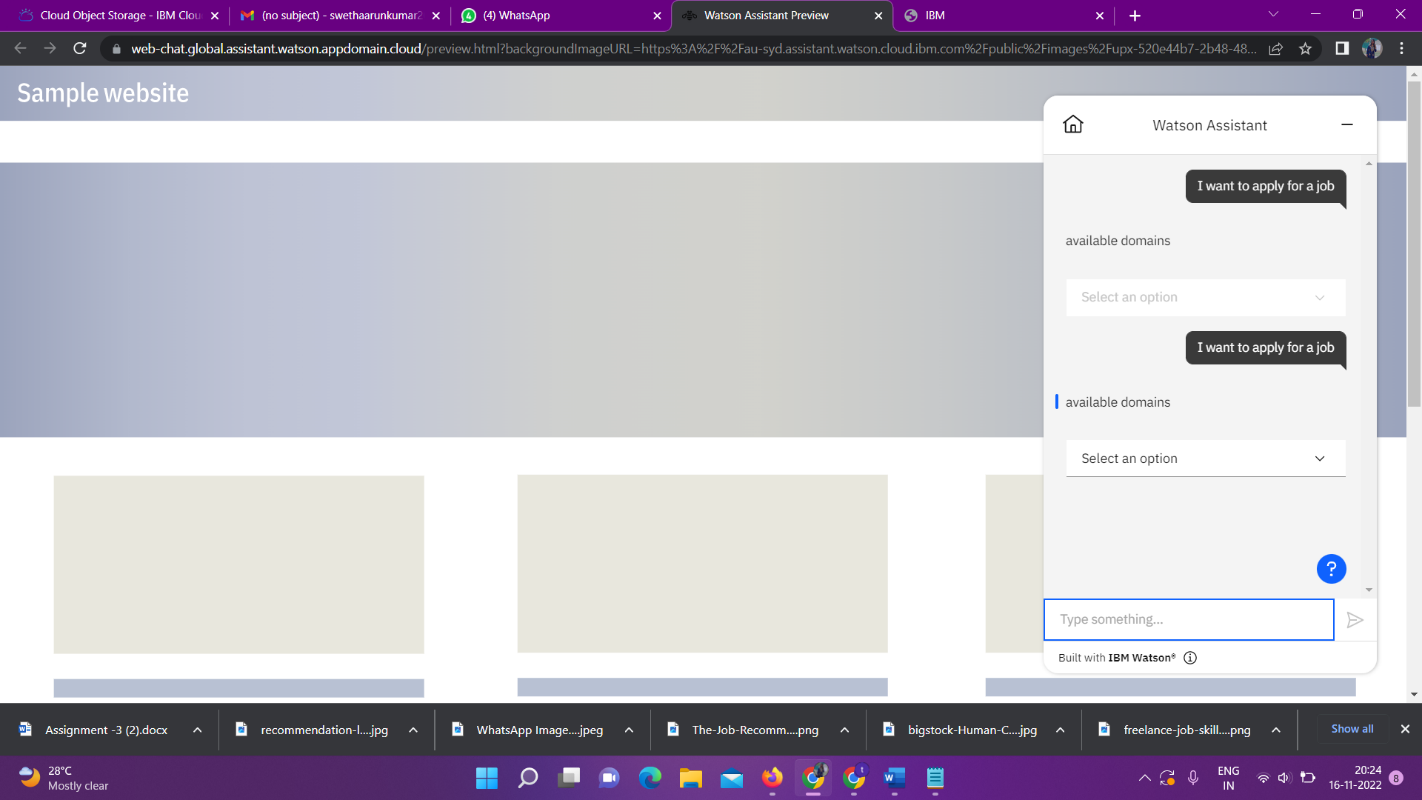 Cloud Object Storage - IBM Clou
(no subject) - swethaarunkumar2
(4) WhatsApp
Watson Assistant Preview
IBM
web-chat.global.assistant.watson.appdomain.cloud/preview.html?backgroundImageURL=https%3A%2F%2Fau-syd.assistant.watson.cloud.ibm.com%2Fpublic%2Fimages%2Fupx-520e44b7-2b48-48...
Sample website
Watson Assistant
I want to apply for a job
available domains
Select an option
I want to apply for a job
available domains
Select an option
?
Type something...
Built with IBM Watson®
Assignment -3 (2).docx
recommendation-l....jpg
WhatsApp Image....jpeg
The-Job-Recomm....png
bigstock-Human-C....jpg
freelance-job-skill....png
Show all
28°C
Mostly clear
ENG
IN
20:24
16-11-2022
8